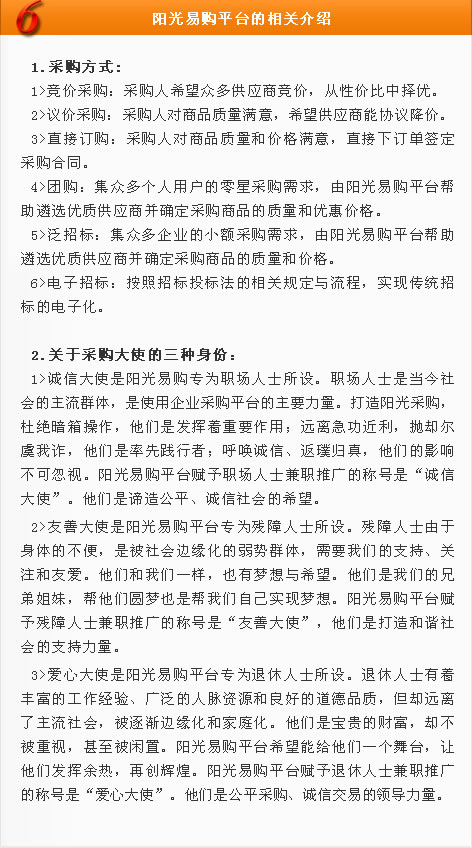 6
阳光易购平台的相关介绍
1.采购方式:
1>竞价采购：采购人希望众多供应商竞价，从性价比中择优。
2>议价采购：采购人对商品质量满意，希望供应商能协议降价。
3>直接订购：采购人对商品质量和价格满意，直接下订单签定
采购合同。
4>团购：集众多个人用户的零星采购需求，由阳光易购平台帮
助遴选优质供应商并确定采购商品的质量和优惠价格。
5>泛招标：集众多企业的小额采购需求，由阳光易购平台帮助
遴选优质供应商并确定采购商品的质量和价格。
6>电子招标：按照招标投标法的相关规定与流程，实现传统招
标的电子化。
2.关于采购大使的三种身份：
1>诚信大使是阳光易购专为职场人士所设。职场人士是当今社
会的主流群体，是使用企业采购平台的主要力量。打造阳光采购，
杜绝暗箱操作，他们是发挥着重要作用；远离急功近利，抛却尔
虞我诈，他们是率先践行者；呼唤诚信、返璞归真，他们的影响
不可忽视。阳光易购平台赋予职场人士兼职推广的称号是“诚信
大使”。他们是谛造公平、诚信社会的希望。
2>友善大使是阳光易购平台专为残障人士所设。残障人士由于
身体的不便，是被社会边缘化的弱势群体，需要我们的支持、关
注和友爱。他们和我们一样，也有梦想与希望。他们是我们的兄
弟姐妹，帮他们圆梦也是帮我们自己实现梦想。阳光易购平台赋
予残障人士兼职推广的称号是“友善大使”，他们是打造和谐社
会的支持力量。
3>爱心大使是阳光易购平台专为退休人士所设。退休人士有着
丰富的工作经验、广泛的人脉资源和良好的道德品质，但却远离
了主流社会，被逐渐边缘化和家庭化。他们是宝贵的财富，却不
被重视，甚至被闲置。阳光易购平台希望能给他们一个舞台，让
他们发挥余热，再创辉煌。阳光易购平台赋予退休人士兼职推广
的称号是“爱心大使”。他们是公平采购、诚信交易的领导力量。